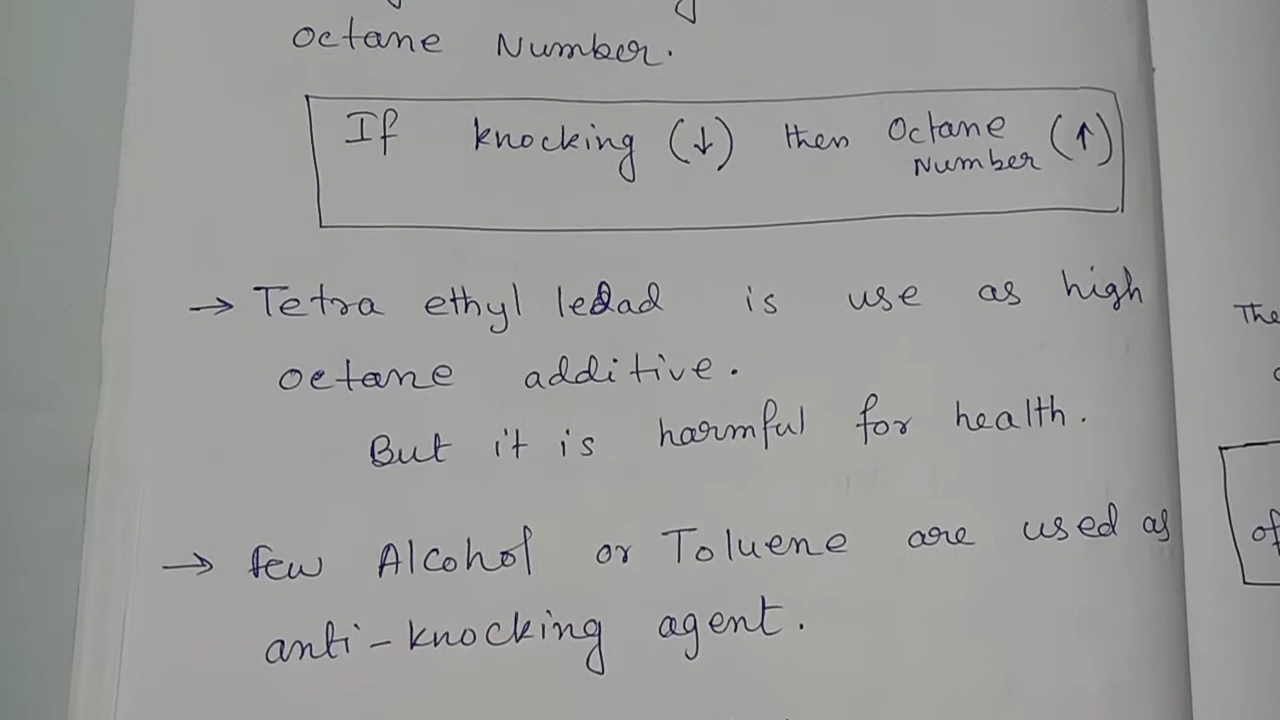 Octane Number.
If knocking (↓) then Octane Number (↑)
→ Tetra ethyl lead is use as high
octane additive.
But it is harmful for health.
→ few Alcohol or Toluene are used as
anti-knocking agent.
The
of